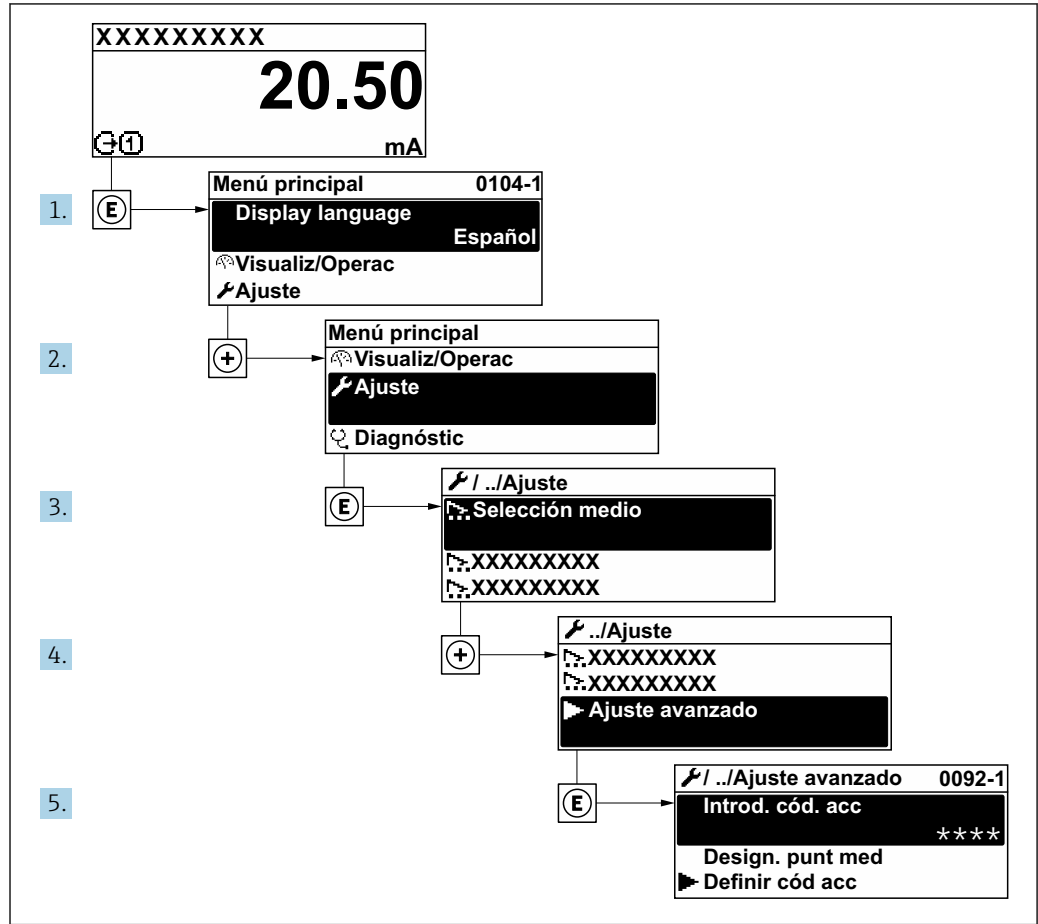 XXXXXXXXX
20.50
1 mA
1. E
Menú principal 0104-1
Display language
Español
Visualiz/Operac
Ajuste
2. +
Menú principal
Visualiz/Operac
Ajuste
Diagnóstic
3. E
/ ../Ajuste
Selección medio
XXXXXXXXX
XXXXXXXXX
4. +
../Ajuste
XXXXXXXXX
XXXXXXXXX
Ajuste avanzado
5. E
/ ../Ajuste avanzado 0092-1
Introd. cód. acc
****
Design. punt med
Definir cód acc